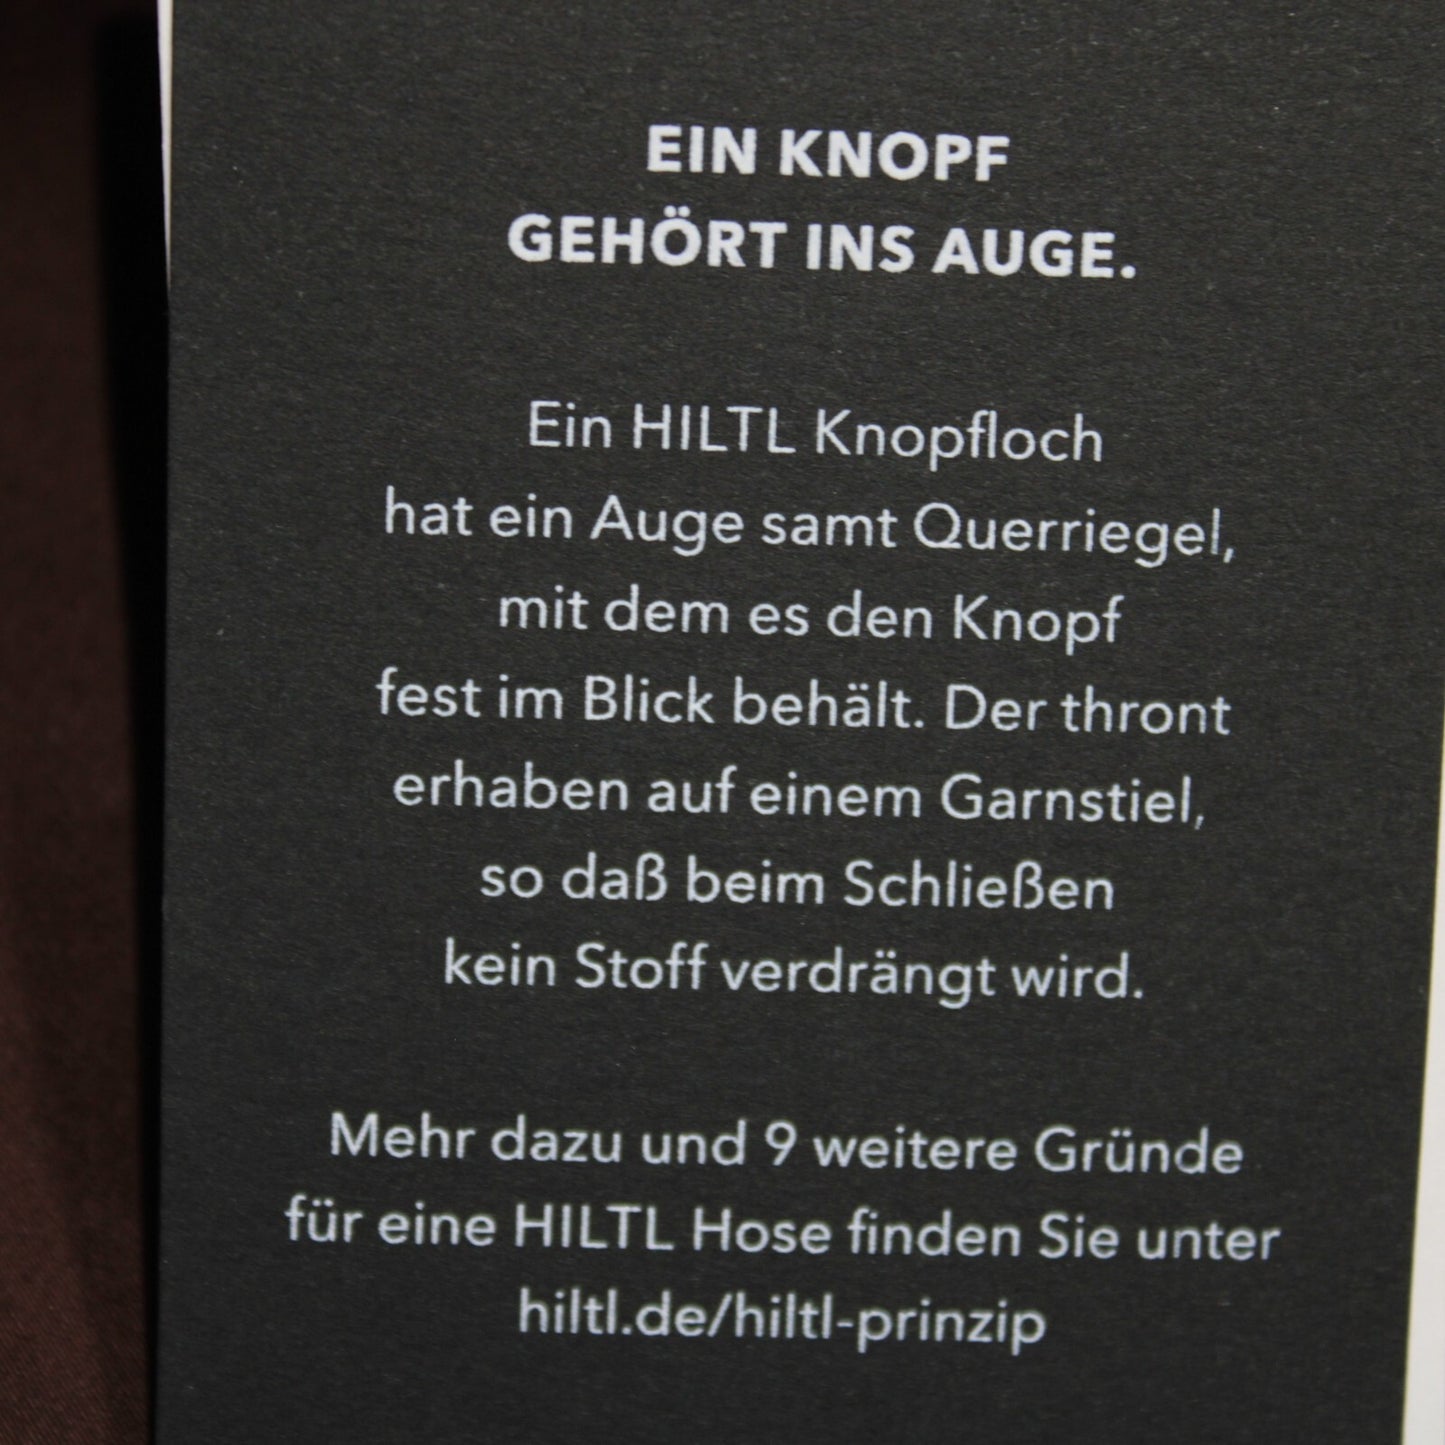 EIN KNOPF
GEHÖRT INS AUGE.
Ein HILTL Knopfloch
hat ein Auge samt Querriegel,
mit dem es den Knopf
fest im Blick behält. Der thront
erhaben auf einem Garnstiel,
so daß beim Schließen
kein Stoff verdrängt wird.
Mehr dazu und 9 weitere Gründe
für eine HILTL Hose finden Sie unter
hiltl.de/hiltl-prinzip